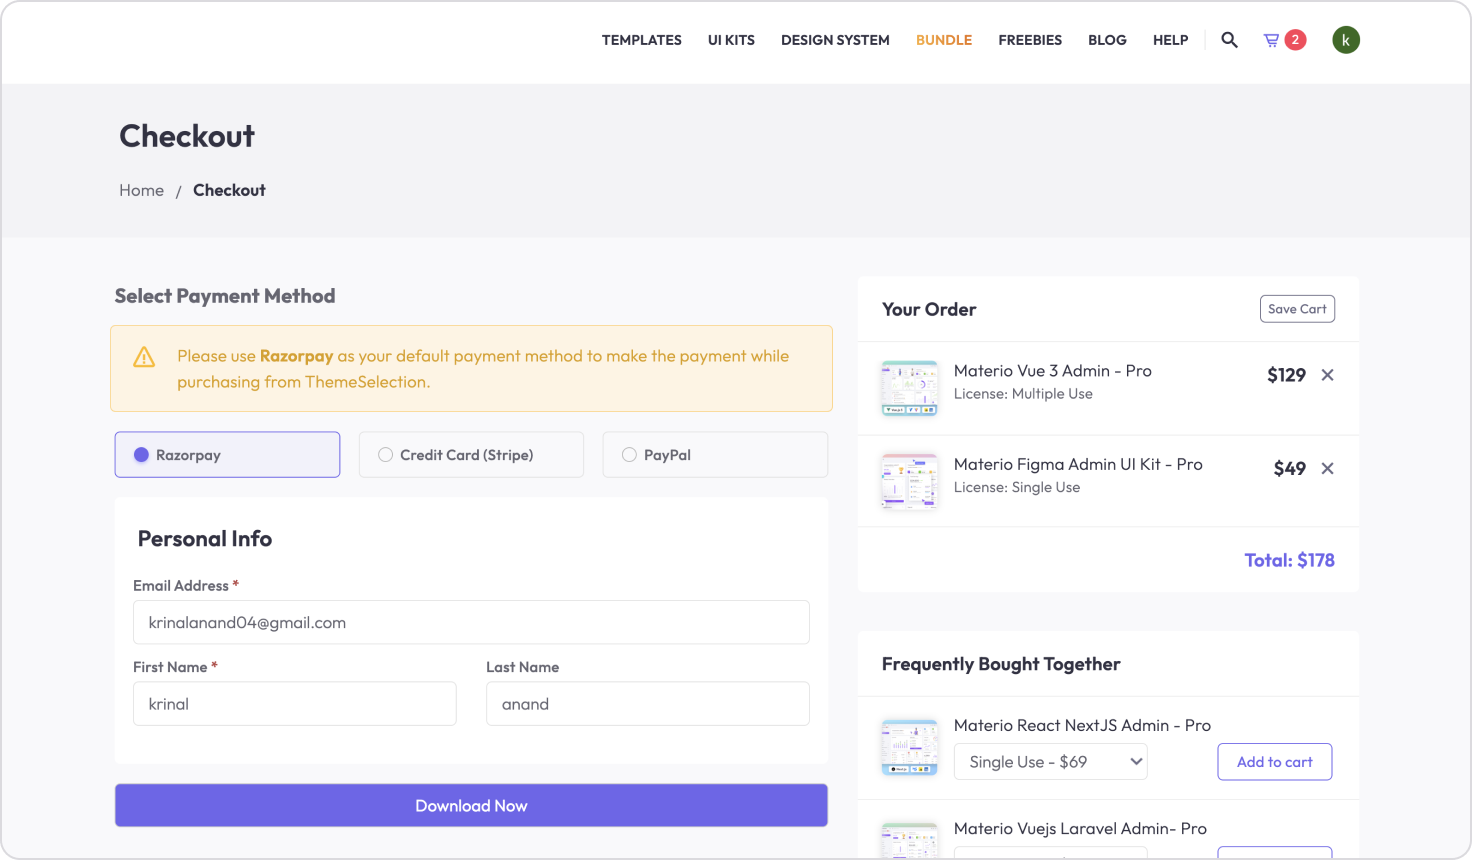 TEMPLATES UI KITS DESIGN SYSTEM BUNDLE FREEBIES BLOG HELP 2 k
Checkout
Home / Checkout
Select Payment Method
Please use Razorpay as your default payment method to make the payment while
purchasing from ThemeSelection.
Razorpay
Credit Card (Stripe)
PayPal
Personal Info
Email Address *
krinalanand04@gmail.com
First Name *
krinal
Last Name
anand
Download Now
Your Order
Save Cart
Materio Vue 3 Admin - Pro
License: Multiple Use
$129
Materio Figma Admin UI Kit - Pro
License: Single Use
$49
Total: $178
Frequently Bought Together
Materio React NextJS Admin - Pro
Single Use - $69
Add to cart
Materio Vuejs Laravel Admin- Pro